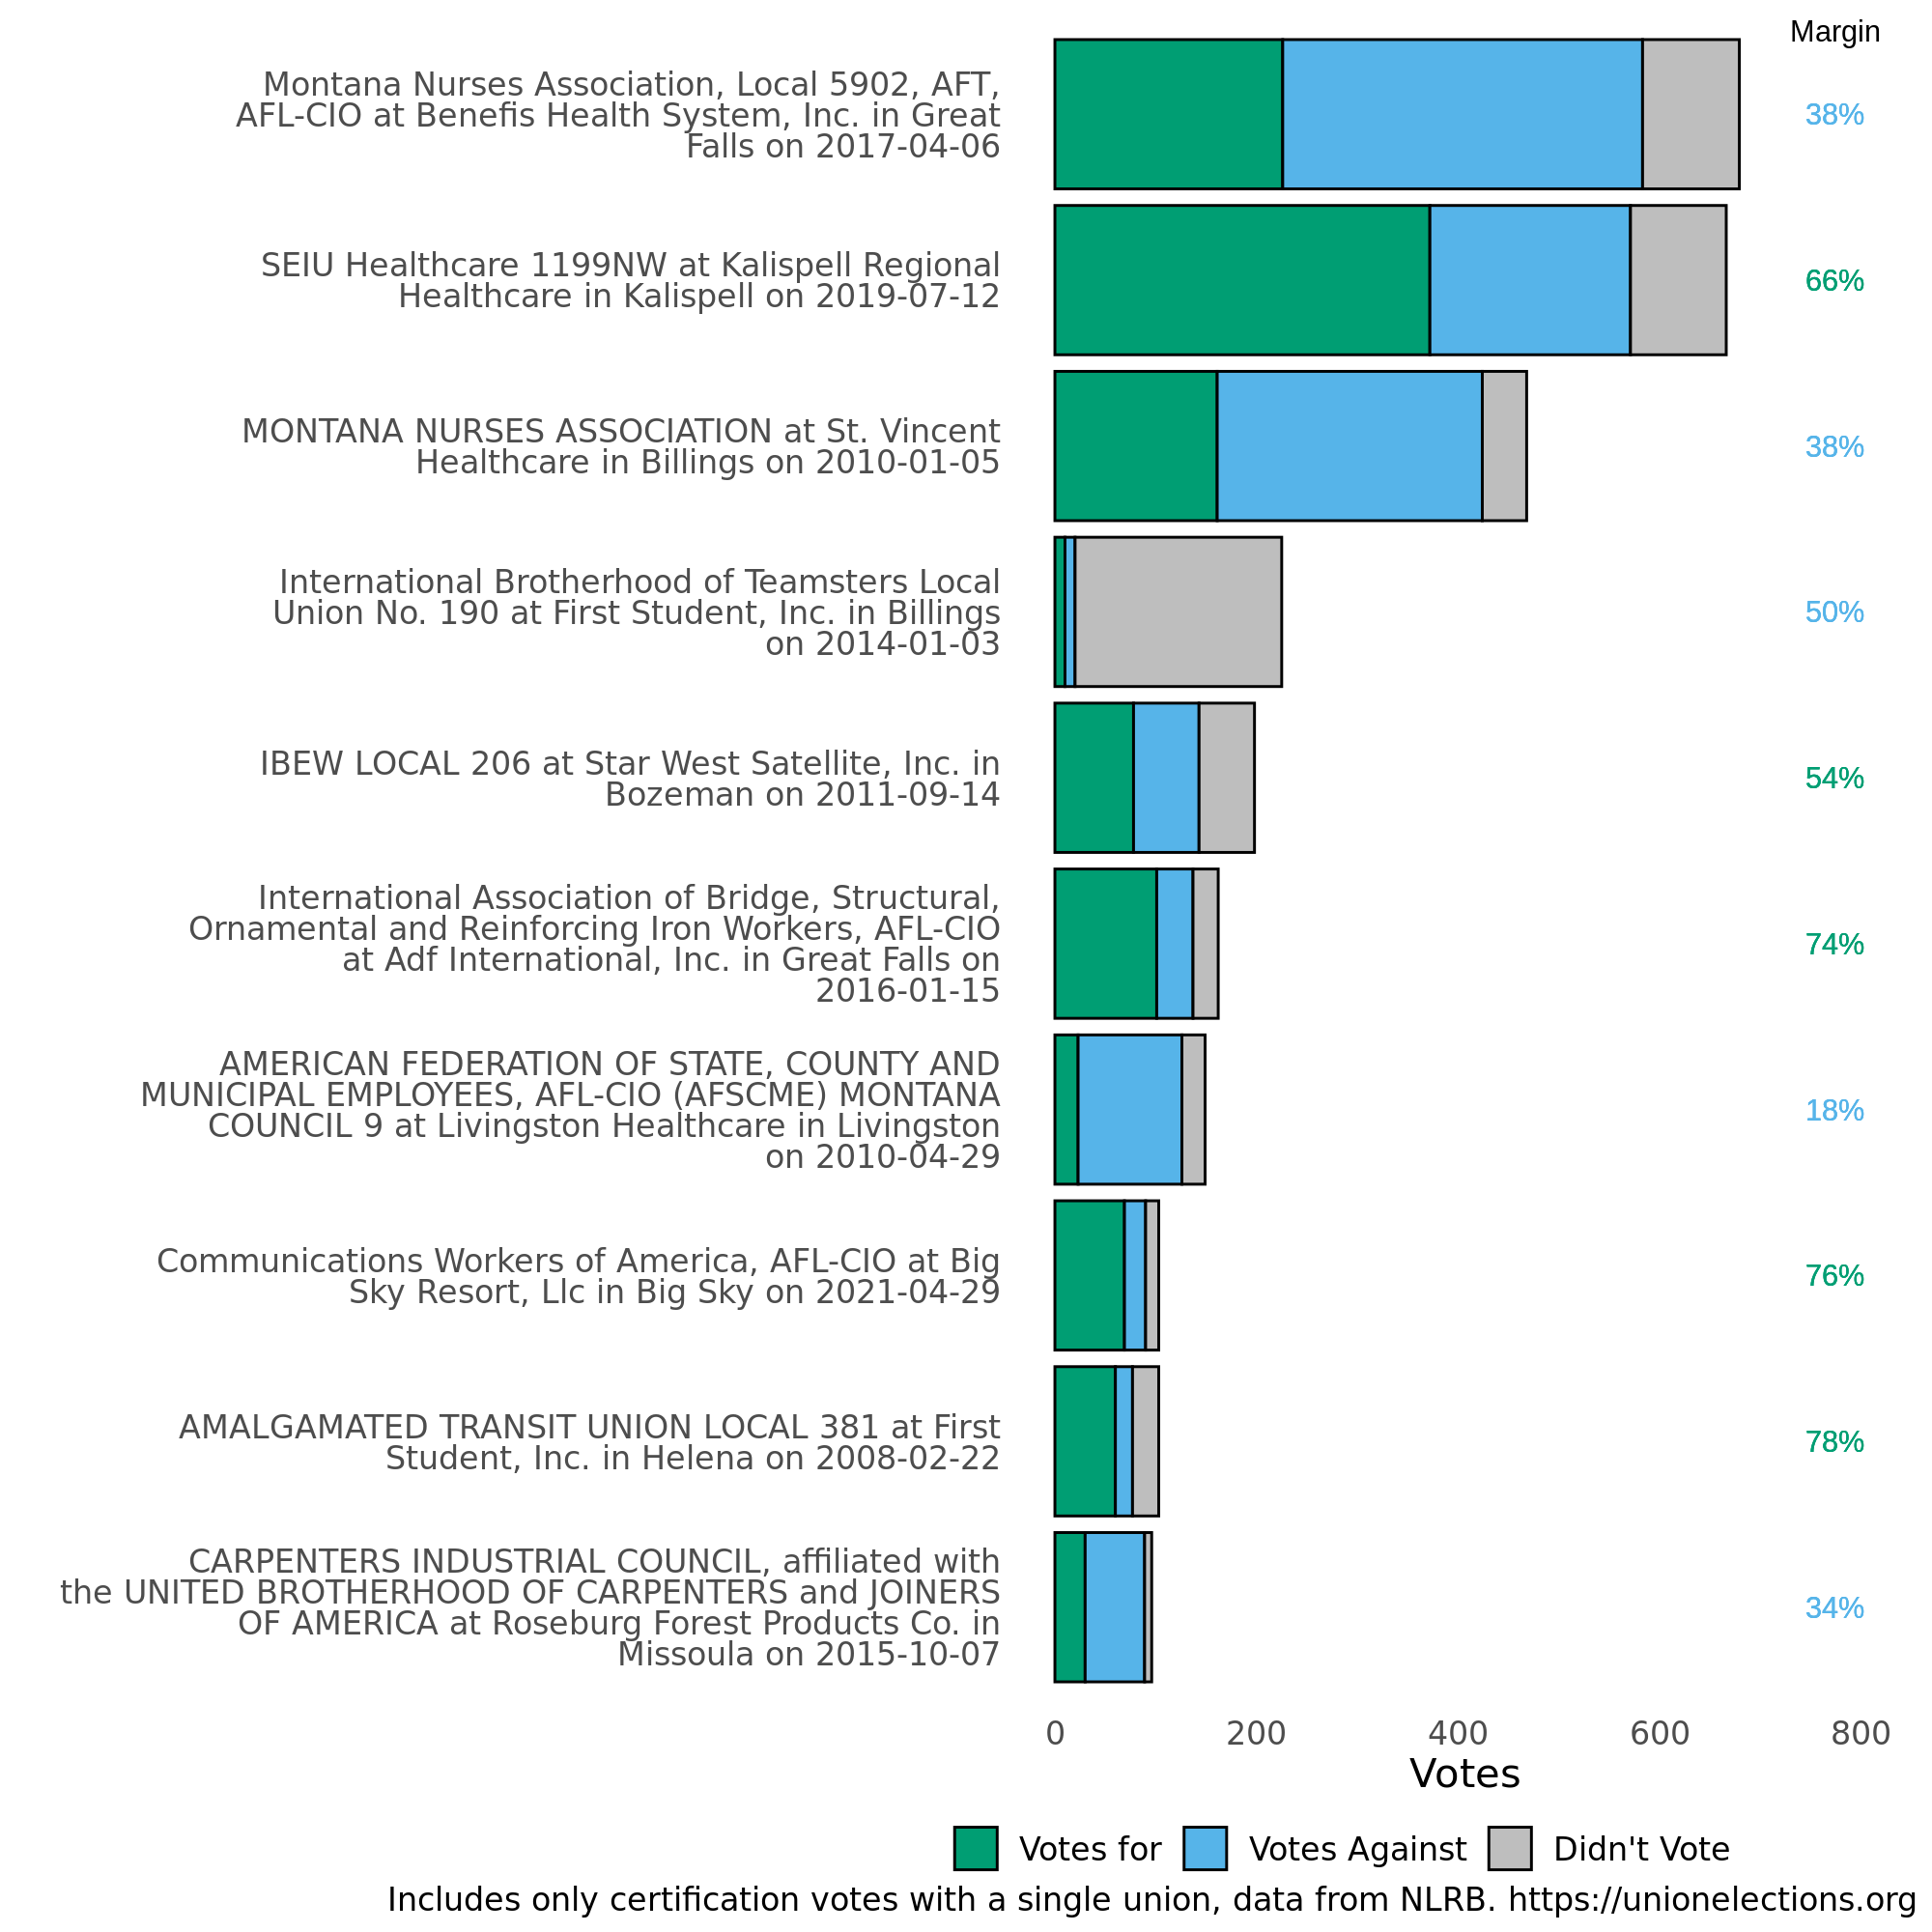 Margin
Montana Nurses Association, Local 5902, AFT,
AFL-CIO at Benefis Health System, Inc. in Great
Falls on 2017-04-06
38%
SEIU Healthcare 1199NW at Kalispell Regional
Healthcare in Kalispell on 2019-07-12
66%
MONTANA NURSES ASSOCIATION at St. Vincent
Healthcare in Billings on 2010-01-05
38%
International Brotherhood of Teamsters Local
Union No. 190 at First Student, Inc. in Billings
on 2014-01-03
50%
IBEW LOCAL 206 at Star West Satellite, Inc. in
Bozeman on 2011-09-14
54%
International Association of Bridge, Structural,
Ornamental and Reinforcing Iron Workers, AFL-CIO
at Adf International, Inc. in Great Falls on
2016-01-15
74%
AMERICAN FEDERATION OF STATE, COUNTY AND
MUNICIPAL EMPLOYEES, AFL-CIO (AFSCME) MONTANA
COUNCIL 9 at Livingston Healthcare in Livingston
on 2010-04-29
18%
Communications Workers of America, AFL-CIO at Big
Sky Resort, Llc in Big Sky on 2021-04-29
76%
AMALGAMATED TRANSIT UNION LOCAL 381 at First
Student, Inc. in Helena on 2008-02-22
78%
CARPENTERS INDUSTRIAL COUNCIL, affiliated with
the UNITED BROTHERHOOD OF CARPENTERS and JOINERS
OF AMERICA at Roseburg Forest Products Co. in
Missoula on 2015-10-07
34%
0 200 400 600 800
Votes
Votes for Votes Against Didn't Vote
Includes only certification votes with a single union, data from NLRB. https://unionelections.org